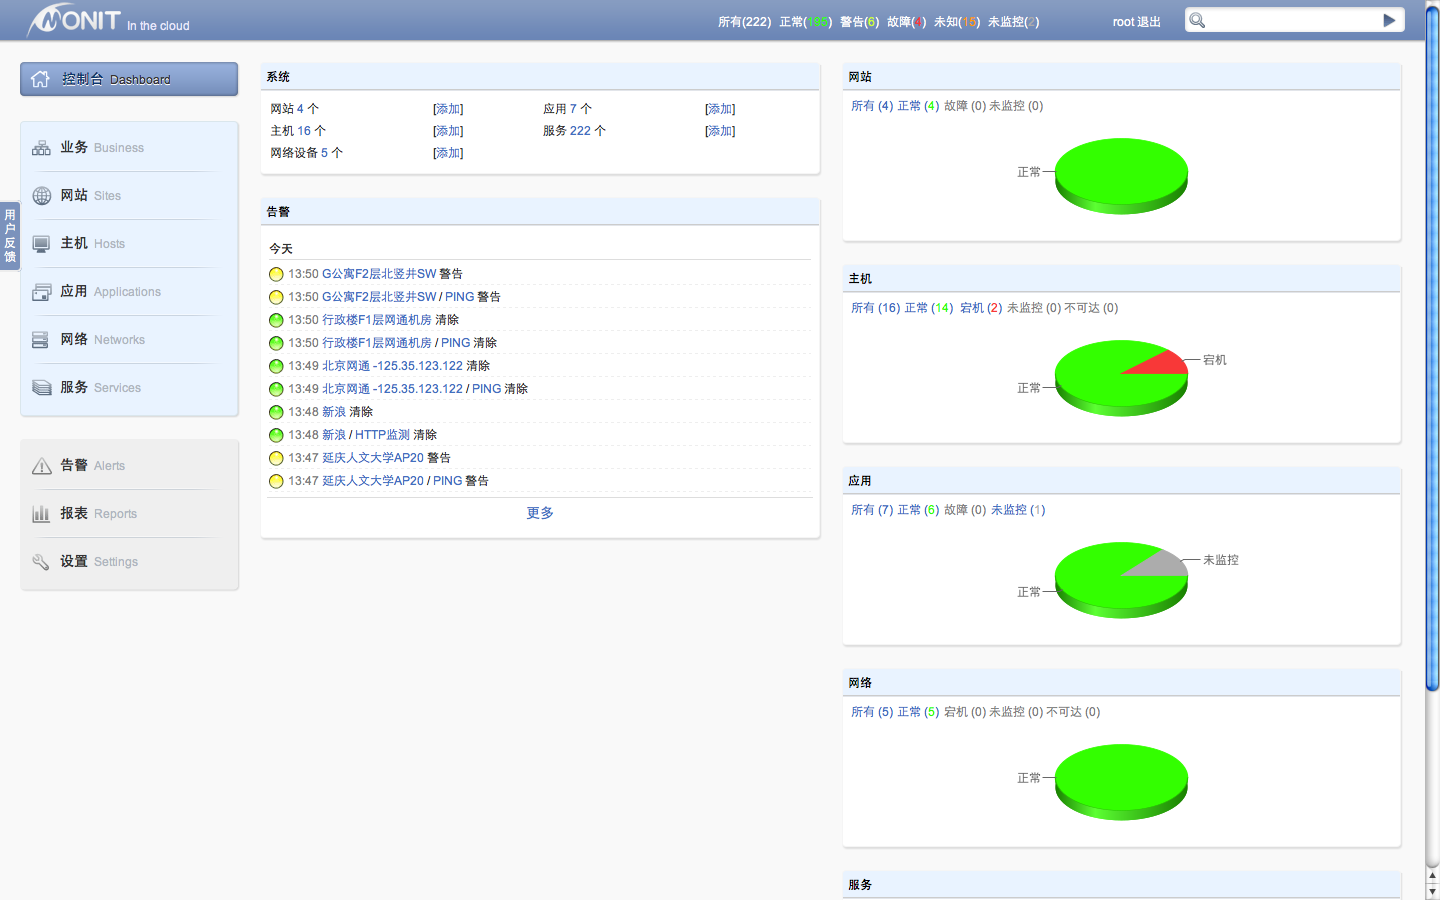 MONIT In the cloud
所有(222) 正常(195) 警告(6) 故障(4) 未知(15) 未监控(2)
root 退出
控制台 Dashboard
业务 Business
网站 Sites
主机 Hosts
应用 Applications
网络 Networks
服务 Services
告警 Alerts
报表 Reports
设置 Settings
用户反馈
系统
网站 4 个 [添加] 应用 7 个 [添加]
主机 16 个 [添加] 服务 222 个 [添加]
网络设备 5 个 [添加]
告警
今天
13:50 G公寓F2层北竖井SW 警告
13:50 G公寓F2层北竖井SW / PING 警告
13:50 行政楼F1层网通机房 清除
13:50 行政楼F1层网通机房 / PING 清除
13:49 北京网通 -125.35.123.122 清除
13:49 北京网通 -125.35.123.122 / PING 清除
13:48 新浪 清除
13:48 新浪 / HTTP监测 清除
13:47 延庆人文大学AP20 警告
13:47 延庆人文大学AP20 / PING 警告
更多
网站
所有 (4) 正常 (4) 故障 (0) 未监控 (0)
正常
主机
所有 (16) 正常 (14) 宕机 (2) 未监控 (0) 不可达 (0)
宕机
正常
应用
所有 (7) 正常 (6) 故障 (0) 未监控 (1)
未监控
正常
网络
所有 (5) 正常 (5) 宕机 (0) 未监控 (0) 不可达 (0)
正常
服务